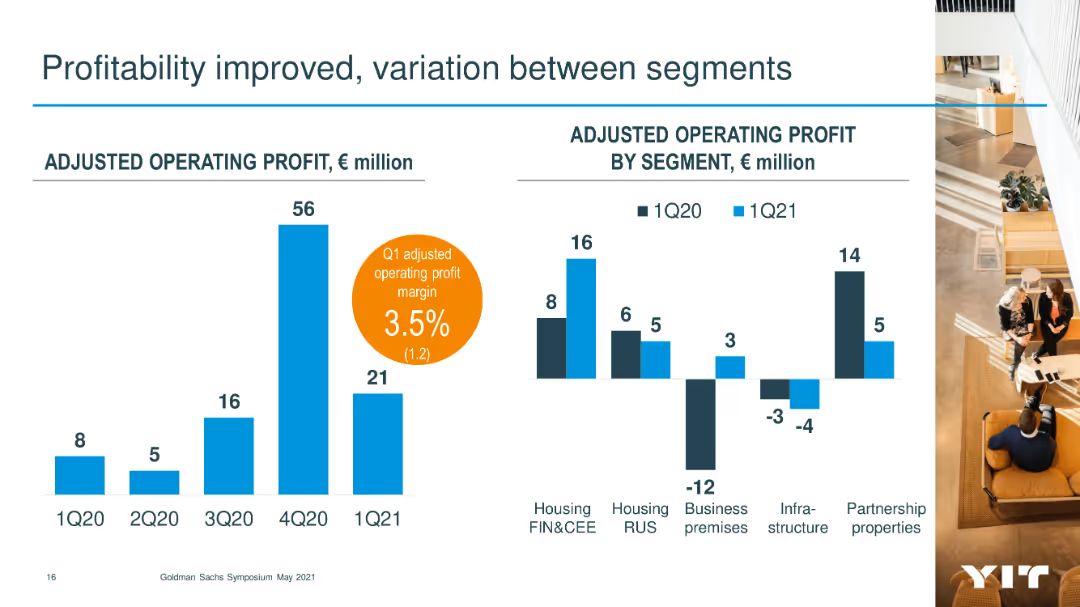 Profitability improved, variation between segments
ADJUSTED OPERATING PROFIT, € million
56
16
8
5
21
1Q20
2Q20
3Q20
4Q20
1Q21
Q1 adjusted
operating profit
margin
3.5%
(1.2)
ADJUSTED OPERATING PROFIT
BY SEGMENT, € million
1Q20
1Q21
8
16
6
5
-12
3
-3
-4
14
5
Housing
FIN&CEE
Housing
RUS
Business
premises
Infra-
structure
Partnership
properties
16
Goldman Sachs Symposium May 2021
YIT